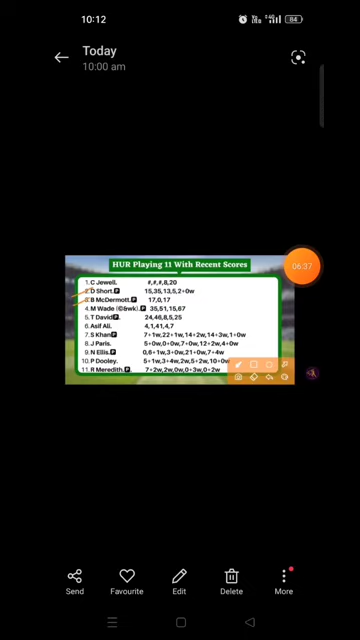 10:12
84
Today
10:00 am
HUR Playing 11 With Recent Scores
06:37
1. C Jewell. #,#,#,8,20
2. D Short.P 15,35,13,5,2+0w
3. B McDermott.P 17,0,17
4. M Wade (©&wk).P 35,51,15,67
5. T David P. 24,46,8,5,25
6. Asif Ali. 4,1,41,4,7
7. S Khan P 7+1w,22+1w,14+2w,14+3w,1+0w
8. J Paris. 5+0w,0+0w,7+0w,12+2w,4+0w
9. N Ellis.P 0,6+1w,3+0w,21+0w,7+4w
10. P Dooley. 5+1w,3+4w,2w,5+2w,10+0w
11. R Meredith.P 7+2w,2w,0w,0+3w,0+2w
Send
Favourite
Edit
Delete
More